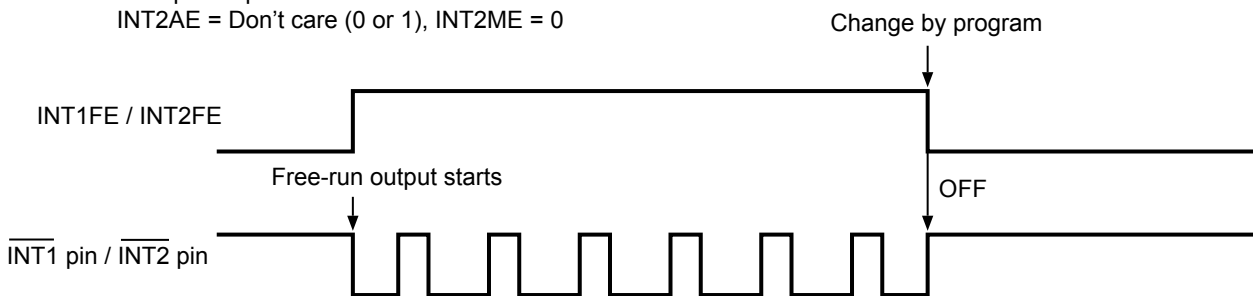 INT2AE = Don't care (0 or 1), INT2ME = 0
Change by program
INT1FE / INT2FE
Free-run output starts
OFF
INT1 pin / INT2 pin